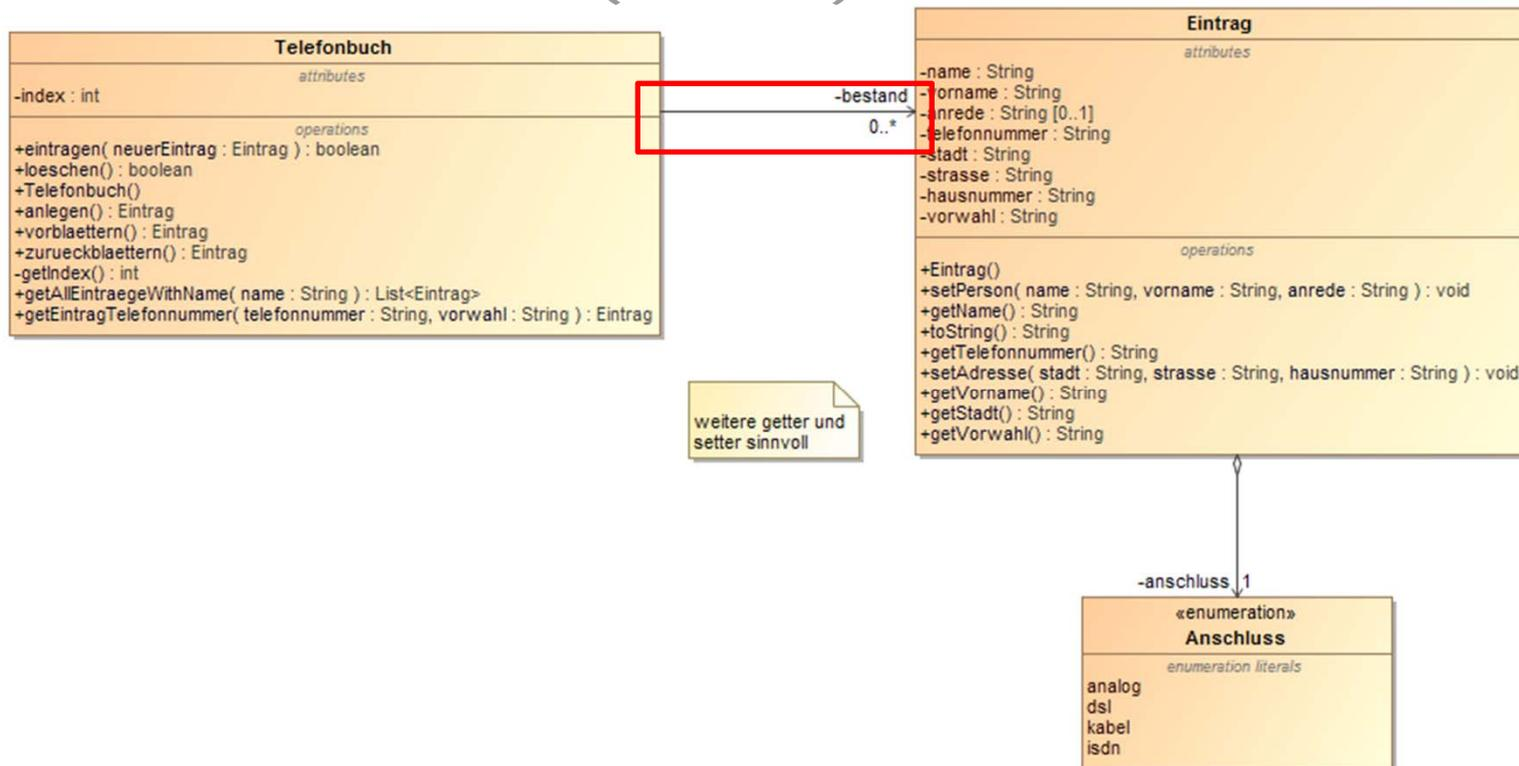 Telefonbuch
attributes
-index : int
operations
+eintragen( neuerEintrag : Eintrag ) : boolean
+loeschen() : boolean
+Telefonbuch()
+anlegen() : Eintrag
+vorblaettern() : Eintrag
+zurueckblaettern() : Eintrag
-getIndex() : int
+getAllEintraegeWithName( name : String ) : List<Eintrag>
+getEintragTelefonnummer( telefonnummer : String, vorwahl : String ) : Eintrag
-bestand
0..*
Eintrag
attributes
-name : String
-vorname : String
-anrede : String [0..1]
-telefonnummer : String
-stadt : String
-strasse : String
-hausnummer : String
-vorwahl : String
operations
+Eintrag()
+setPerson( name : String, vorname : String, anrede : String ) : void
+getName() : String
+toString() : String
+getTelefonnummer() : String
+setAdresse( stadt : String, strasse : String, hausnummer : String ) : void
+getVorname() : String
+getStadt() : String
+getVorwahl() : String
weitere getter und
setter sinnvoll
-anschluss 1
«enumeration»
Anschluss
enumeration literals
analog
dsl
kabel
isdn